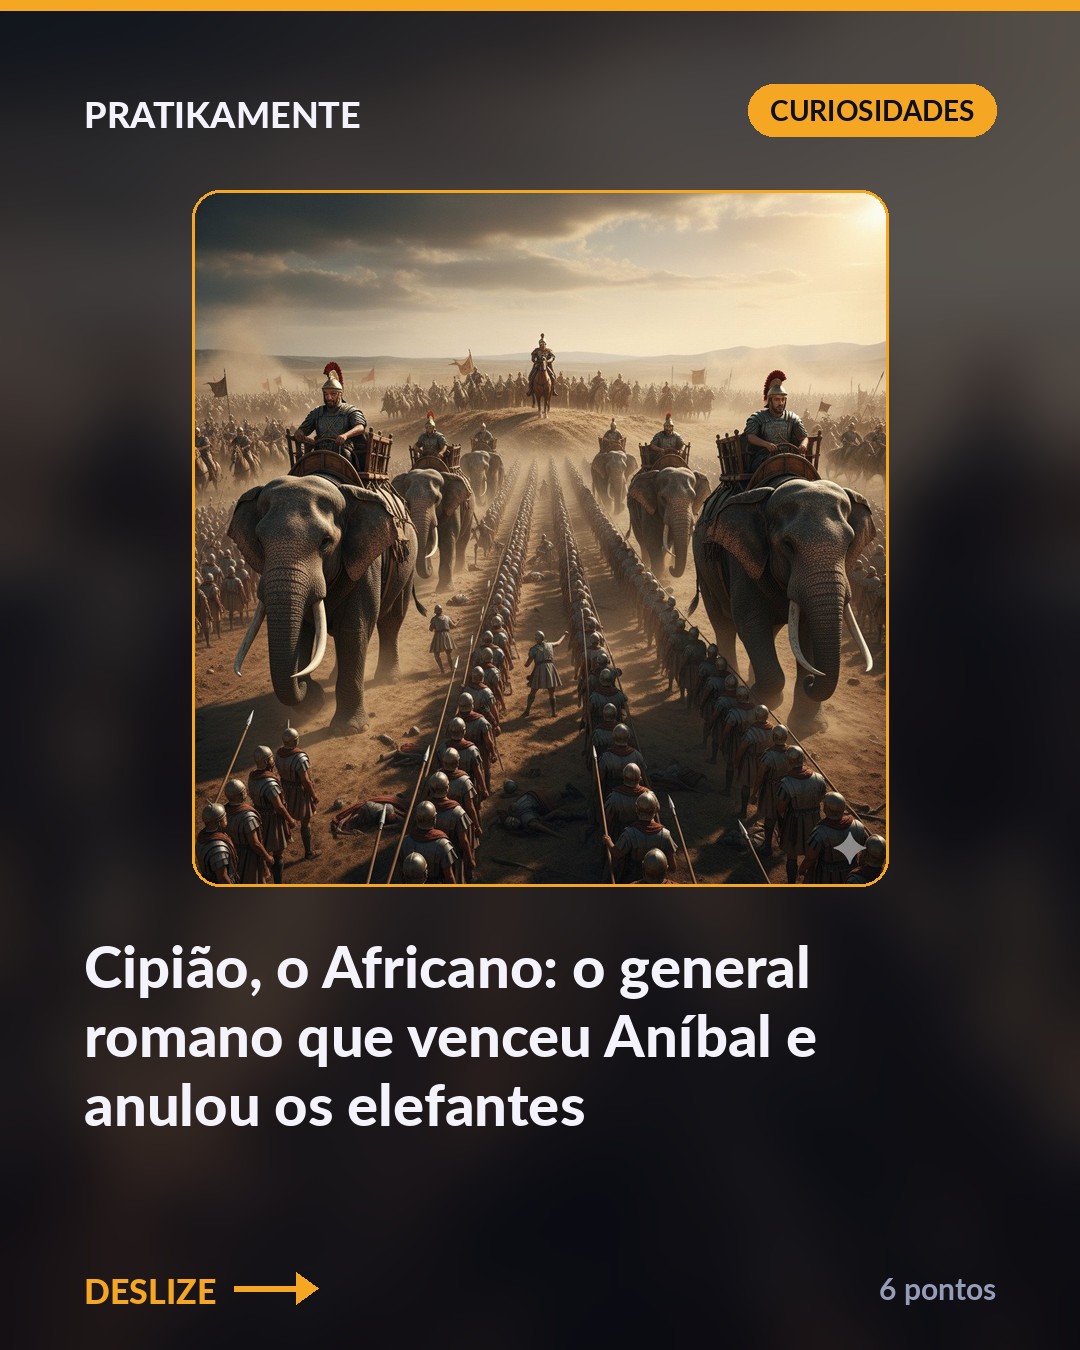 PRATIKAMENTE
CURIOSIDADES
Cipião, o Africano: o general
romano que venceu Aníbal e
anulou os elefantes
DESLIZE
6 pontos